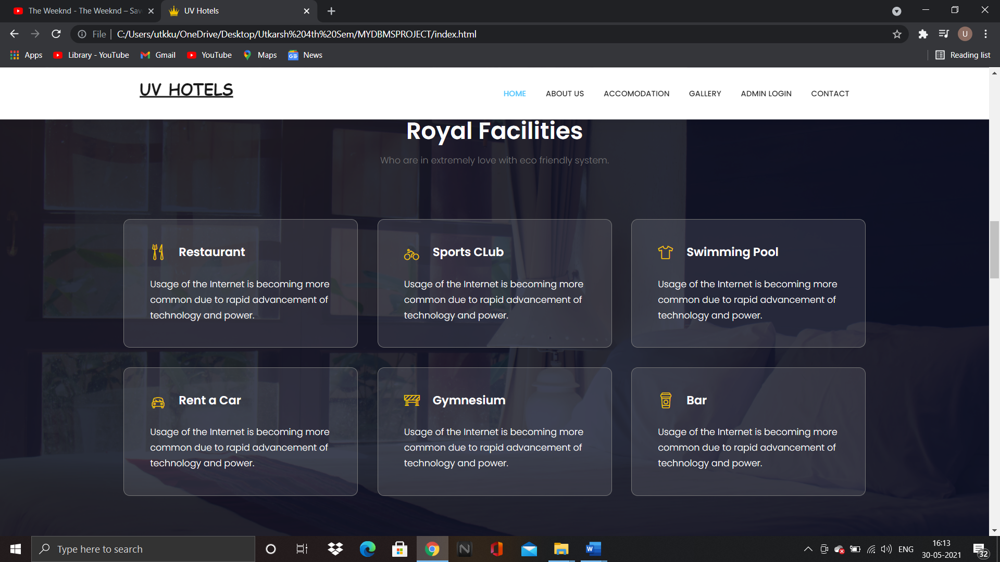 The Weeknd - The Weeknd – Sav
UV Hotels
File
C:/Users/utkku/OneDrive/Desktop/Utkarsh%204th%20Sem/MYDBMSPROJECT/index.html
U
Apps
Library - YouTube
Gmail
YouTube
Maps
News
Reading list
UV HOTELS
HOME
ABOUT US
ACCOMODATION
GALLERY
ADMIN LOGIN
CONTACT
Royal Facilities
Who are in extremely love with eco friendly system.
Restaurant
Usage of the Internet is becoming more
common due to rapid advancement of
technology and power.
Sports CLub
Usage of the Internet is becoming more
common due to rapid advancement of
technology and power.
Swimming Pool
Usage of the Internet is becoming more
common due to rapid advancement of
technology and power.
Rent a Car
Usage of the Internet is becoming more
common due to rapid advancement of
technology and power.
Gymnesium
Usage of the Internet is becoming more
common due to rapid advancement of
technology and power.
Bar
Usage of the Internet is becoming more
common due to rapid advancement of
technology and power.
Type here to search
ENG
16:13
30-05-2021
32